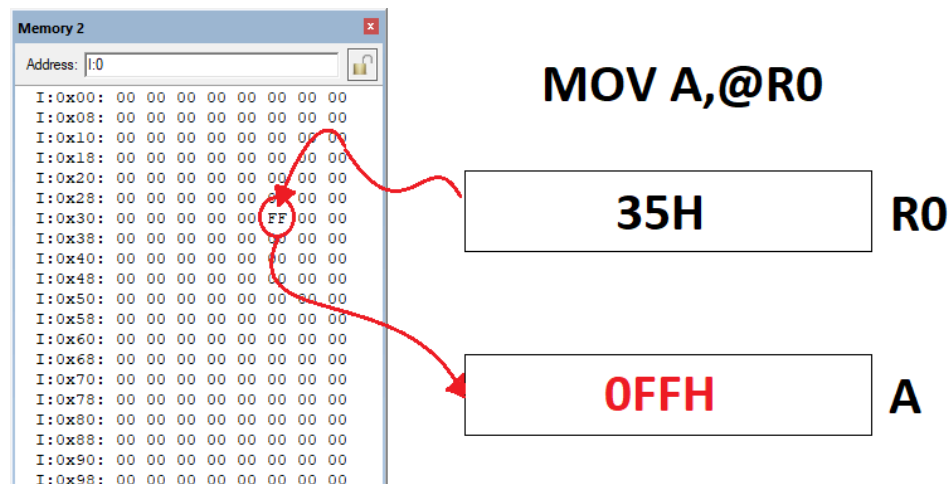 Memory 2
x
Address: I:0
I:0x00: 00 00 00 00 00 00 00 00
I:0x08: 00 00 00 00 00 00 00 00
I:0x10: 00 00 00 00 00 00 00 00
I:0x18: 00 00 00 00 00 00 00 00
I:0x20: 00 00 00 00 00 00 00 00
I:0x28: 00 00 00 00 00 00 00 00
I:0x30: 00 00 00 00 00 FF 00 00
I:0x38: 00 00 00 00 00 00 00 00
I:0x40: 00 00 00 00 00 00 00 00
I:0x48: 00 00 00 00 00 00 00 00
I:0x50: 00 00 00 00 00 00 00 00
I:0x58: 00 00 00 00 00 00 00 00
I:0x60: 00 00 00 00 00 00 00 00
I:0x68: 00 00 00 00 00 00 00 00
I:0x70: 00 00 00 00 00 00 00 00
I:0x78: 00 00 00 00 00 00 00 00
I:0x80: 00 00 00 00 00 00 00 00
I:0x88: 00 00 00 00 00 00 00 00
I:0x90: 00 00 00 00 00 00 00 00
I:0x98: 00 00 00 00 00 00 00 00
MOV A,@R0
35H R0
0FFH A